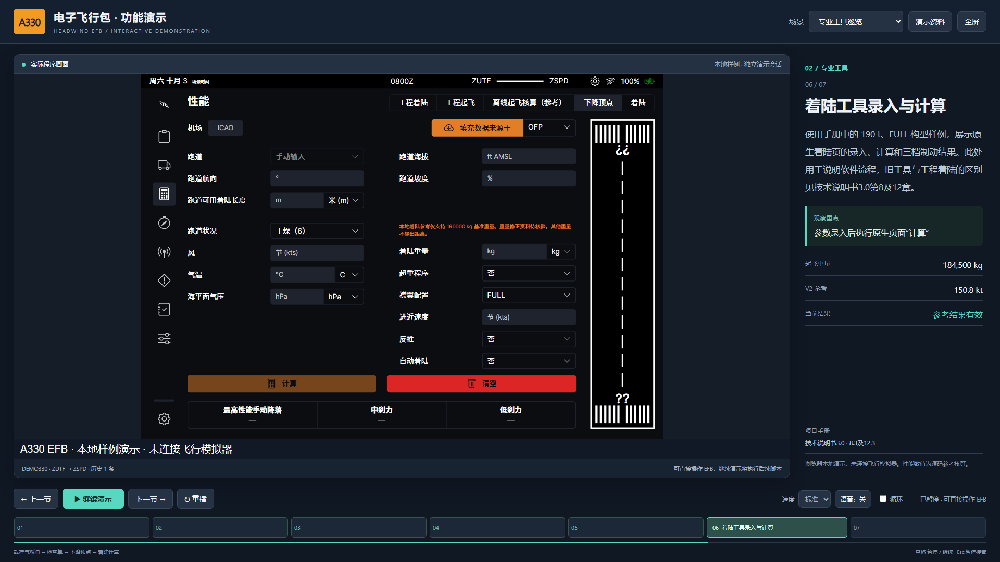 A330
电子飞行包 · 功能演示
HEADWIND EFB / INTERACTIVE DEMONSTRATION
场景
专业工具巡览
演示资料
全屏
实际程序画面
本地样例 · 独立演示会话
周六 十月 3 场景时间
0800Z
ZUTF
ZSPD
100%
性能
工程着陆
工程起飞
离线起飞核算（参考）
下降顶点
着陆
机场
ICAO
填充数据来源于
OFP
跑道
手动输入
跑道海拔
ft AMSL
跑道航向
°
跑道坡度
%
跑道可用着陆长度
m
米 (m)
跑道状况
干燥（6）
本地着陆参考仅支持 190000 kg 基准重量。重量修正资料待核验，其他重量
不输出距离。
风
节 (kts)
着陆重量
kg
kg
气温
°C
C
超重程序
否
海平面气压
hPa
hPa
襟翼配置
FULL
进近速度
节 (kts)
反推
否
自动着陆
否
计算
清空
最高性能手动降落
—
中刹力
—
低刹力
—
¿¿
??
A330 EFB · 本地样例演示 · 未连接飞行模拟器
DEMO330 · ZUTF → ZSPD · 历史 1 条
可直接操作 EFB；继续演示将执行后续脚本
02 / 专业工具
06 / 07
着陆工具录入与计算
使用手册中的 190 t、FULL 构型样例，展示原
生着陆页的录入、计算和三档制动结果。此处
用于说明软件流程，旧工具与工程着陆的区别
见技术说明书3.0第8及12章。
观察重点
参数录入后执行原生页面“计算”
起飞重量
184,500 kg
V2 参考
150.8 kt
当前结果
参考结果有效
项目手册
技术说明书3.0 · 8.3及12.3
浏览器本地演示，未连接飞行模拟器。性能数值为源码参考核算。
← 上一节
▶ 继续演示
下一节 →
↻ 重播
速度
标准
语音：关
循环
已暂停 · 可直接操作 EFB
01
02
03
04
05
06 着陆工具录入与计算
07
载荷与燃油 → 检查单 → 下降顶点 → 着陆计算
空格 暂停 / 继续 · Esc 暂停接管